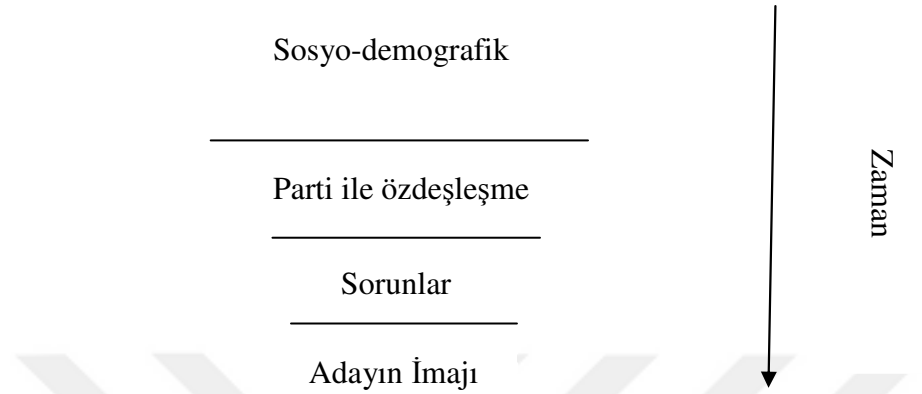 Sosyo-demografik
Parti ile özdeşleşme
Sorunlar
Adayın İmajı
Zaman